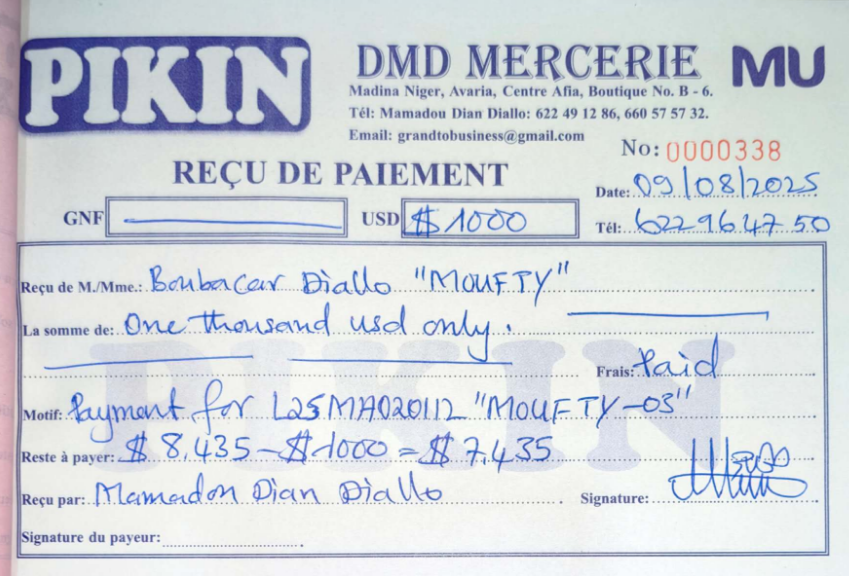 PIKIN
DMD MERCERIE
MU
Madina Niger, Avaria, Centre Afia, Boutique No. B - 6.
Tél: Mamadou Dian Diallo: 622 49 12 86, 660 57 57 32.
Email: grandtobusiness@gmail.com
No: 0000338
REÇU DE PAIEMENT
Date: 09/08/2025
GNF
USD $ 1000
Tél: 622 96 47 50
Reçu de M./Mme.: Boubacar Diallo "MOUFTY"
La somme de: One thousand usd only.
Frais: Paid
Motif: Payment for L25MA020112 "MOUFTY-03"
Reste à payer: $ 8,435 - $ 1000 = $ 7,435
Reçu par: Mamadou Dian Diallo
Signature:
Signature du payeur:
PIKIN